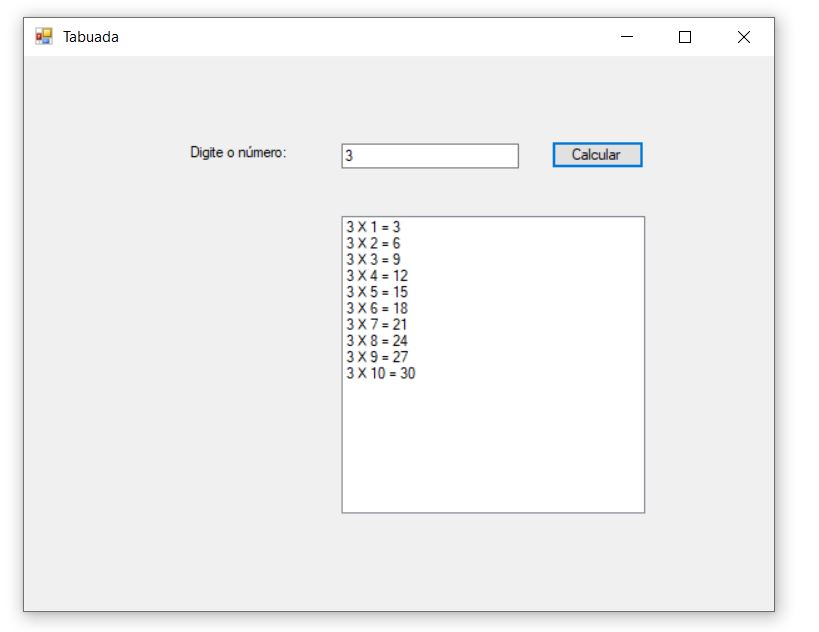 Tabuada
Digite o número: 3 Calcular
3 X 1 = 3
3 X 2 = 6
3 X 3 = 9
3 X 4 = 12
3 X 5 = 15
3 X 6 = 18
3 X 7 = 21
3 X 8 = 24
3 X 9 = 27
3 X 10 = 30